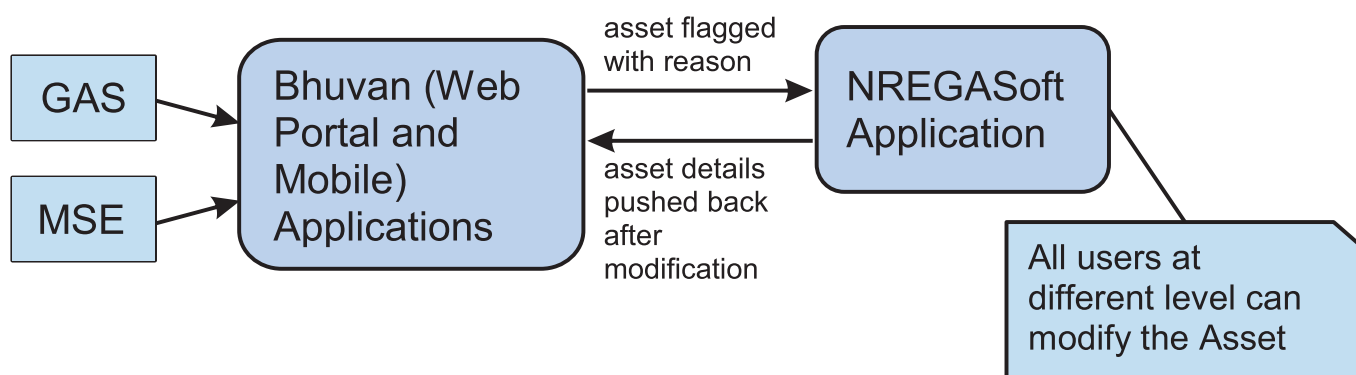 GAS
MSE
Bhuvan (Web
Portal and
Mobile)
Applications
asset flagged
with reason
asset details
pushed back
after
modification
NREGASoft
Application
All users at
different level can
modify the Asset